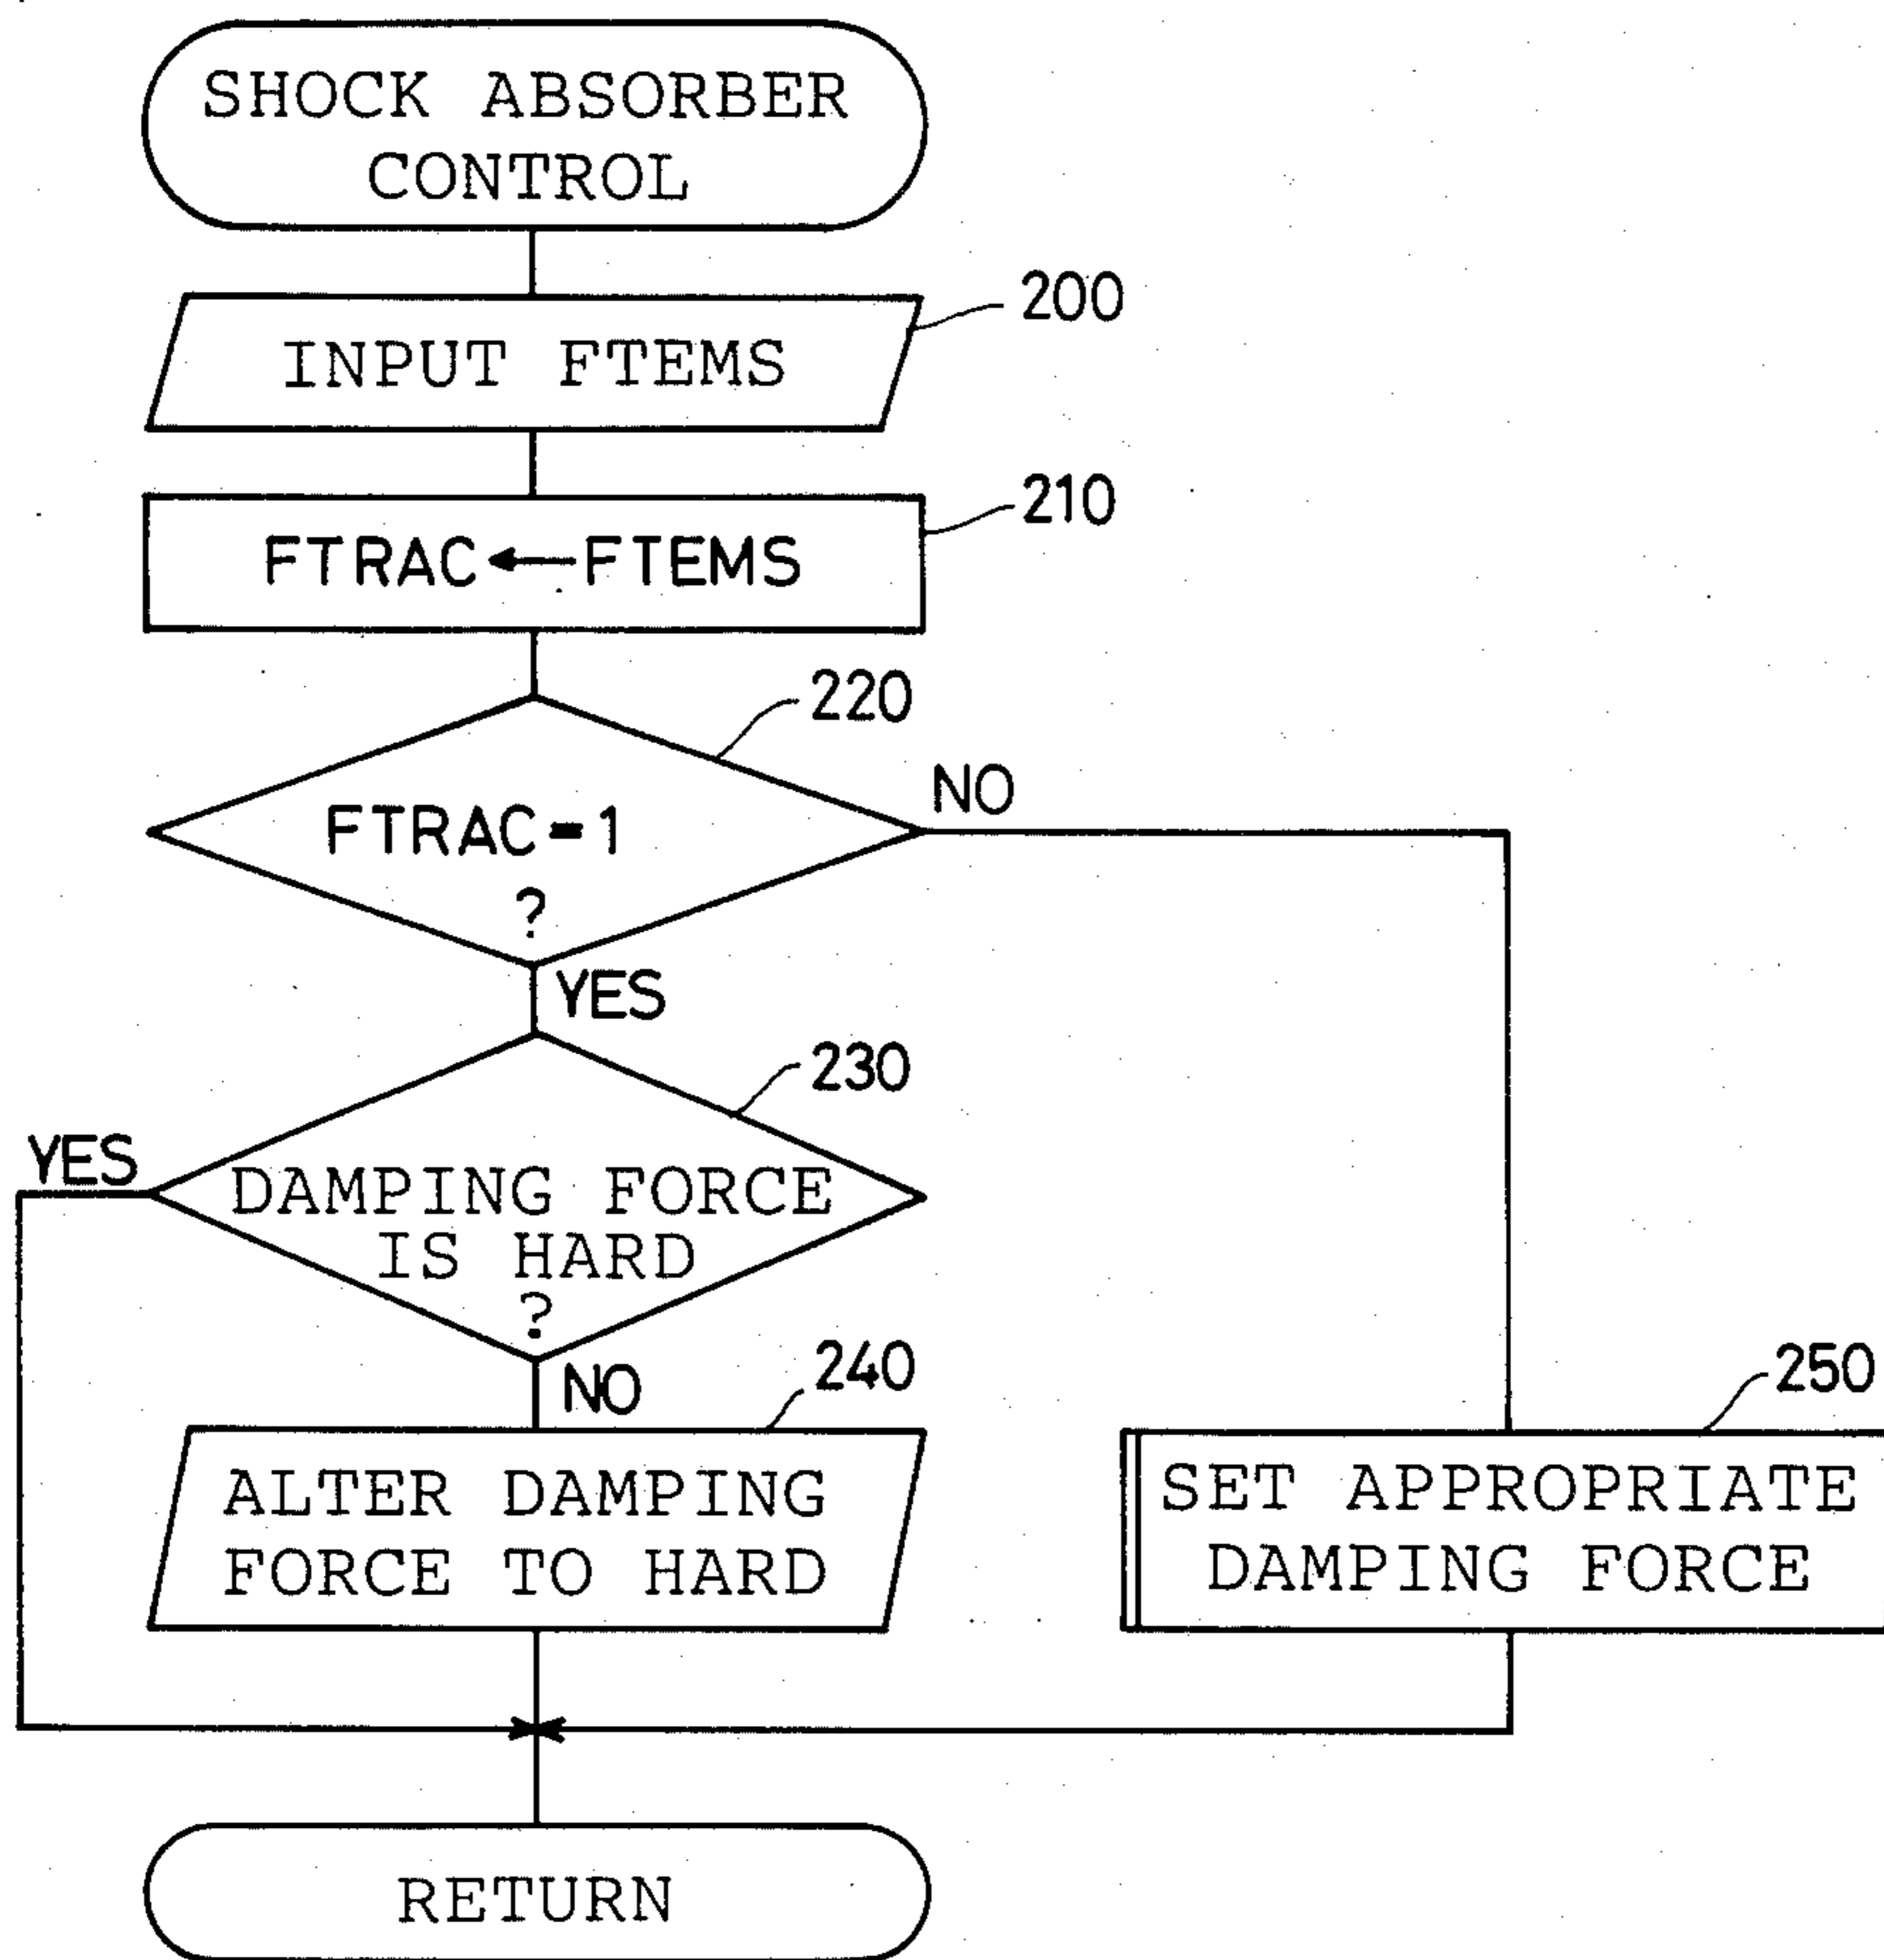 SHOCK ABSORBER
CONTROL
200
INPUT FTEMS
210
FTRAC←FTEMS
220
NO
FTRAC=1
?
YES
230
YES
DAMPING FORCE
IS HARD
?
NO
240
250
ALTER DAMPING
FORCE TO HARD
SET APPROPRIATE
DAMPING FORCE
RETURN